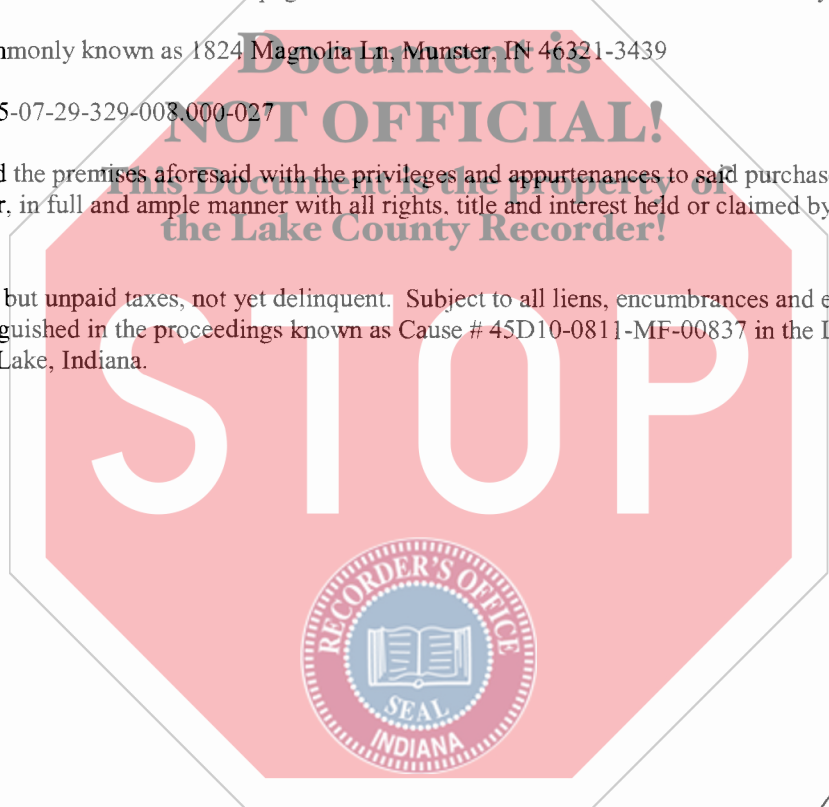 mmonly known as 1824 Magnolia Ln, Munster, IN 46321-3439
Document is
5-07-29-329-008.000-027
NOT OFFICIAL!
d the premises aforesaid with the privileges and appurtenances to said purchas
This Document is the property of
r, in full and ample manner with all rights, title and interest held or claimed by
the Lake County Recorder!
but unpaid taxes, not yet delinquent. Subject to all liens, encumbrances and e
guished in the proceedings known as Cause # 45D10-0811-MF-00837 in the
Lake, Indiana.
STOP
RECORDER'S OFFICE
SEAL
INDIANA